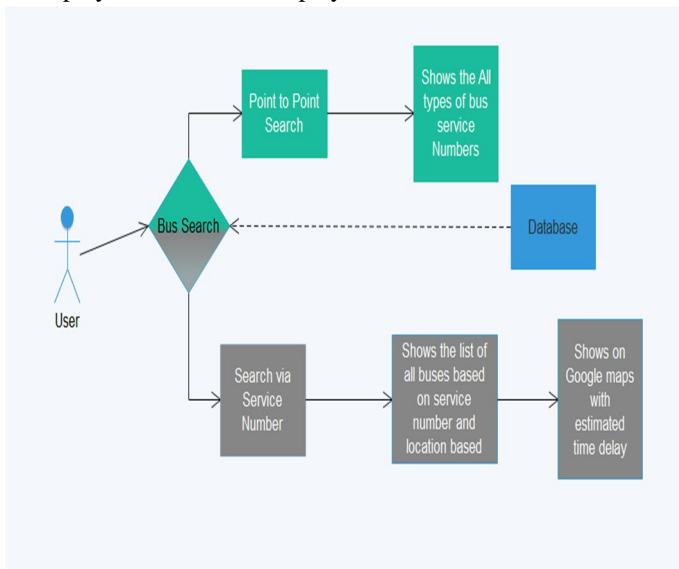 Point to Point
Search
Shows the All
types of bus
service
Numbers
Bus Search
Database
User
Search via
Service
Number
Shows the list of
all buses based
on service
number and
location based
Shows on
Google maps
with
estimated
time delay